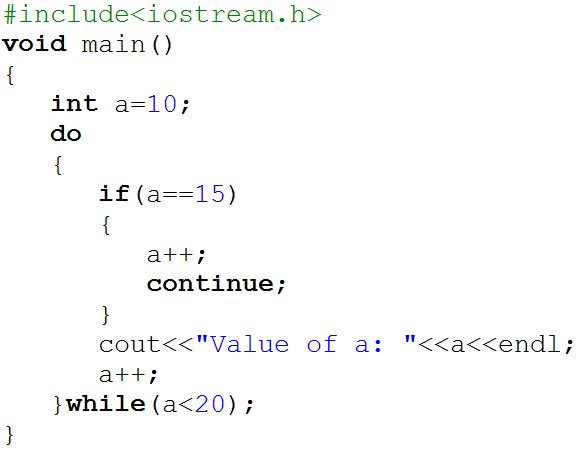 #include<iostream.h>
void main()
{
   int a=10;
   do
   {
      if(a==15)
      {
         a++;
         continue;
      }
      cout<<"Value of a: "<<a<<endl;
      a++;
   }while(a<20);
}